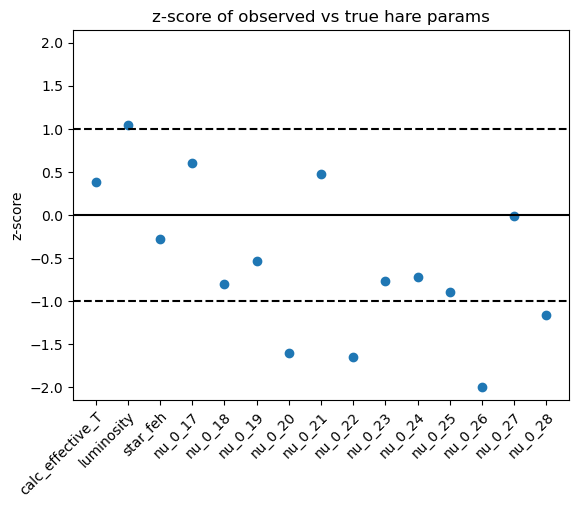 z-score of observed vs true hare params
z-score
2.0
1.5
1.0
0.5
0.0
−0.5
−1.0
−1.5
−2.0
calc_effective_T
luminosity
star_feh
nu_0_17
nu_0_18
nu_0_19
nu_0_20
nu_0_21
nu_0_22
nu_0_23
nu_0_24
nu_0_25
nu_0_26
nu_0_27
nu_0_28